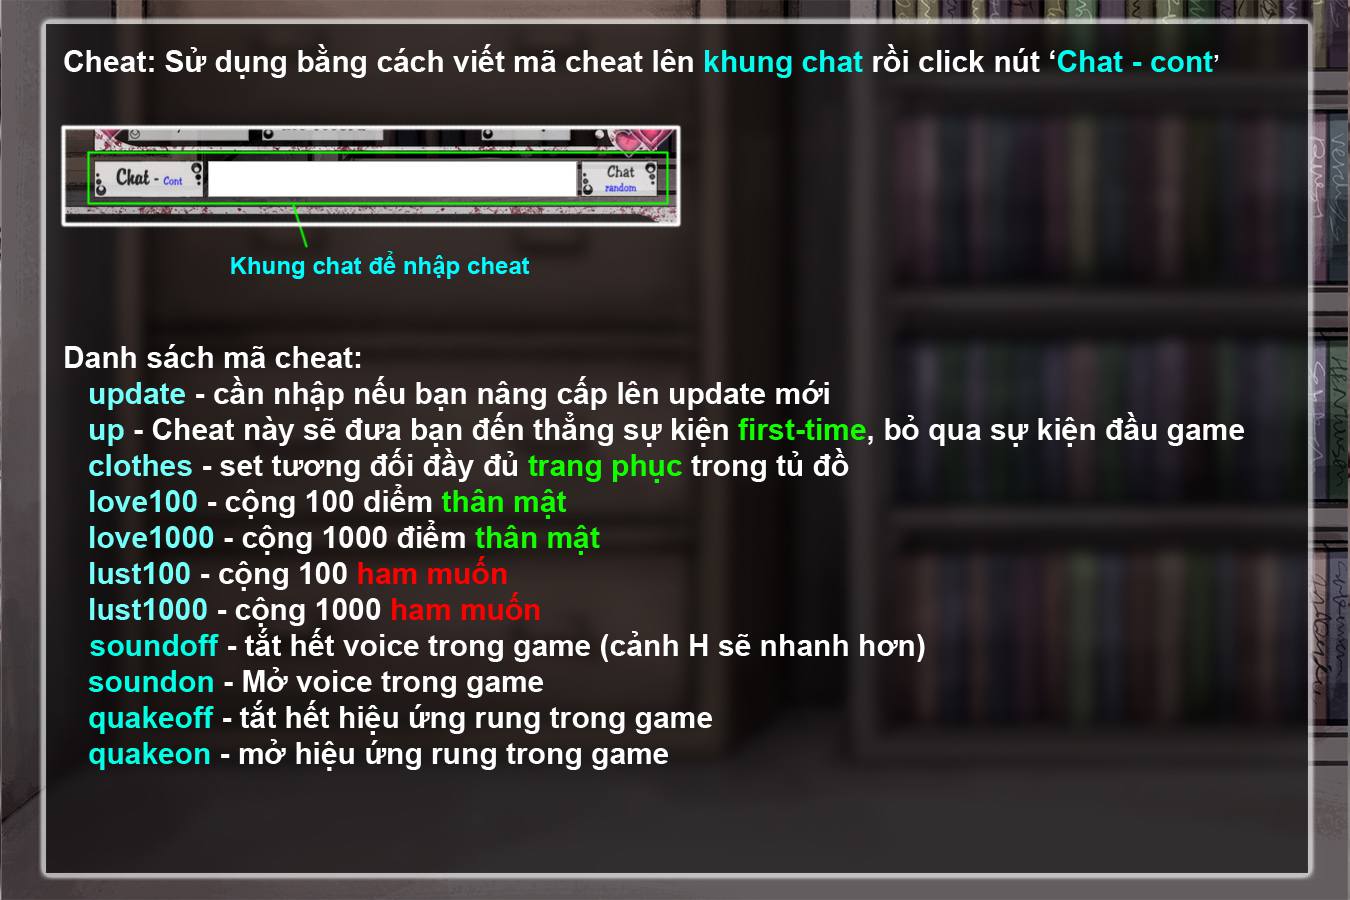 Cheat: Sử dụng bằng cách viết mã cheat lên khung chat rồi click nút ‘Chat - cont’
Chat - Cont
Chat
random
Khung chat để nhập cheat
Danh sách mã cheat:
update - cần nhập nếu bạn nâng cấp lên update mới
up - Cheat này sẽ đưa bạn đến thẳng sự kiện first-time, bỏ qua sự kiện đầu game
clothes - set tương đối đầy đủ trang phục trong tủ đồ
love100 - cộng 100 diểm thân mật
love1000 - cộng 1000 điểm thân mật
lust100 - cộng 100 ham muốn
lust1000 - cộng 1000 ham muốn
soundoff - tắt hết voice trong game (cảnh H sẽ nhanh hơn)
soundon - Mở voice trong game
quakeoff - tắt hết hiệu ứng rung trong game
quakeon - mở hiệu ứng rung trong game